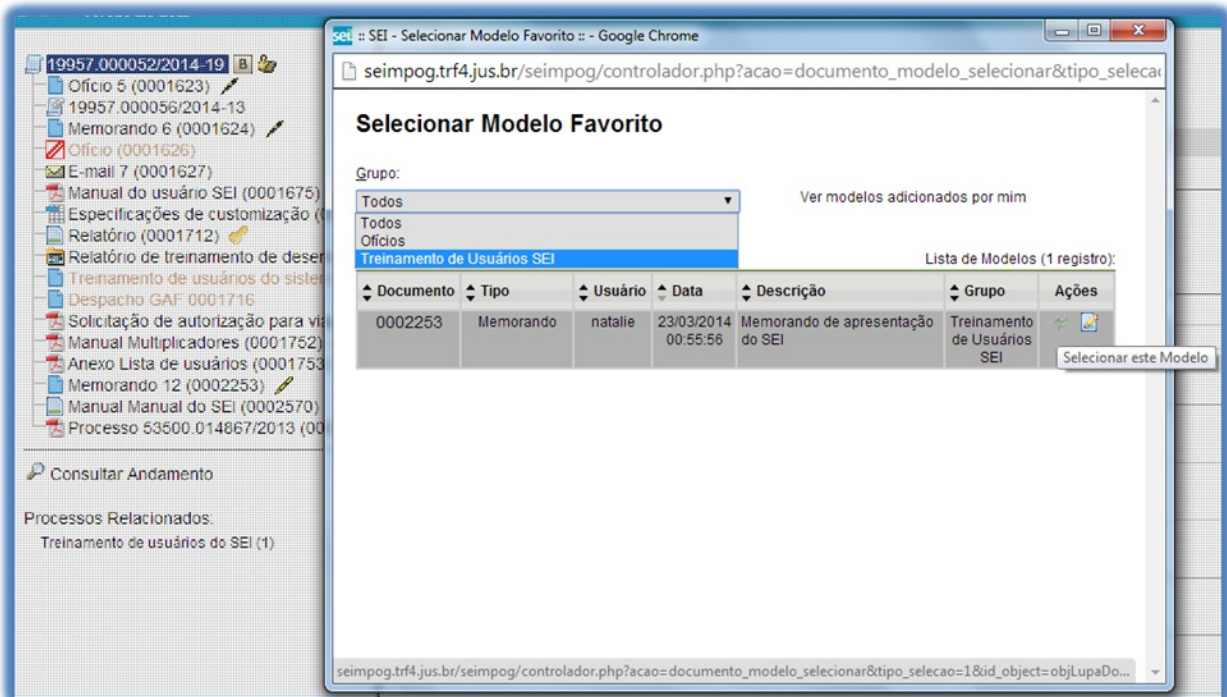 19957.000052/2014-19
Ofício 5 (0001623)
19957.000056/2014-13
Memorando 6 (0001624)
Ofício (0001626)
E-mail 7 (0001627)
Manual do usuário SEI (0001675)
Especificações de customização (
Relatório (0001712)
Relatório de treinamento de deser
Treinamento de usuários do sister
Despacho GAF 0001716
Solicitação de autorização para via
Manual Multiplicadores (0001752)
Anexo Lista de usuários (0001753
Memorando 12 (0002253)
Manual Manual do SEI (0002570)
Processo 53500.014867/2013 (00
Consultar Andamento
Processos Relacionados:
Treinamento de usuários do SEI (1)
sei :: SEI - Selecionar Modelo Favorito :: - Google Chrome
seimpog.trf4.jus.br/seimpog/controlador.php?acao=documento_modelo_selecionar&tipo_selecao
Selecionar Modelo Favorito
Grupo:
Todos
Ver modelos adicionados por mim
Todos
Ofícios
Treinamento de Usuários SEI
Lista de Modelos (1 registro):
Documento Tipo Usuário Data Descrição Grupo Ações
0002253 Memorando natalie 23/03/2014 Memorando de apresentação Treinamento
00:55:56 do SEI de Usuários
SEI
Selecionar este Modelo
seimpog.trf4.jus.br/seimpog/controlador.php?acao=documento_modelo_selecionar&tipo_selecao=1&id_object=objLupaDo...